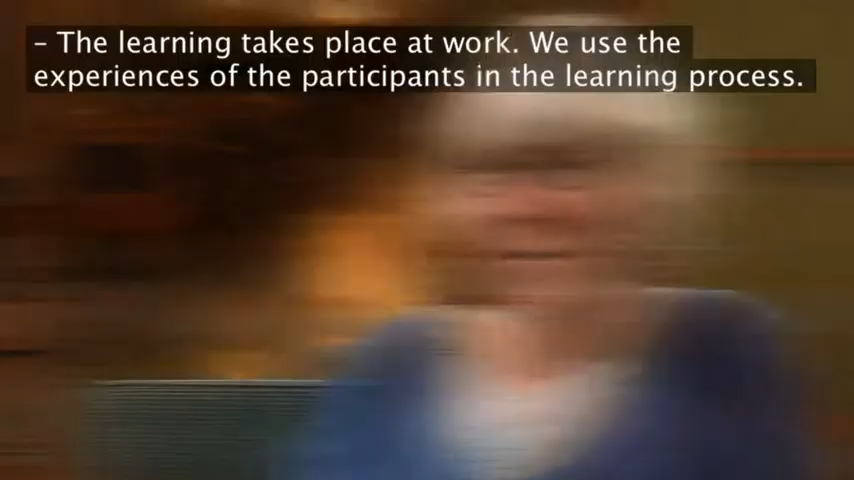 – The learning takes place at work. We use the
experiences of the participants in the learning process.